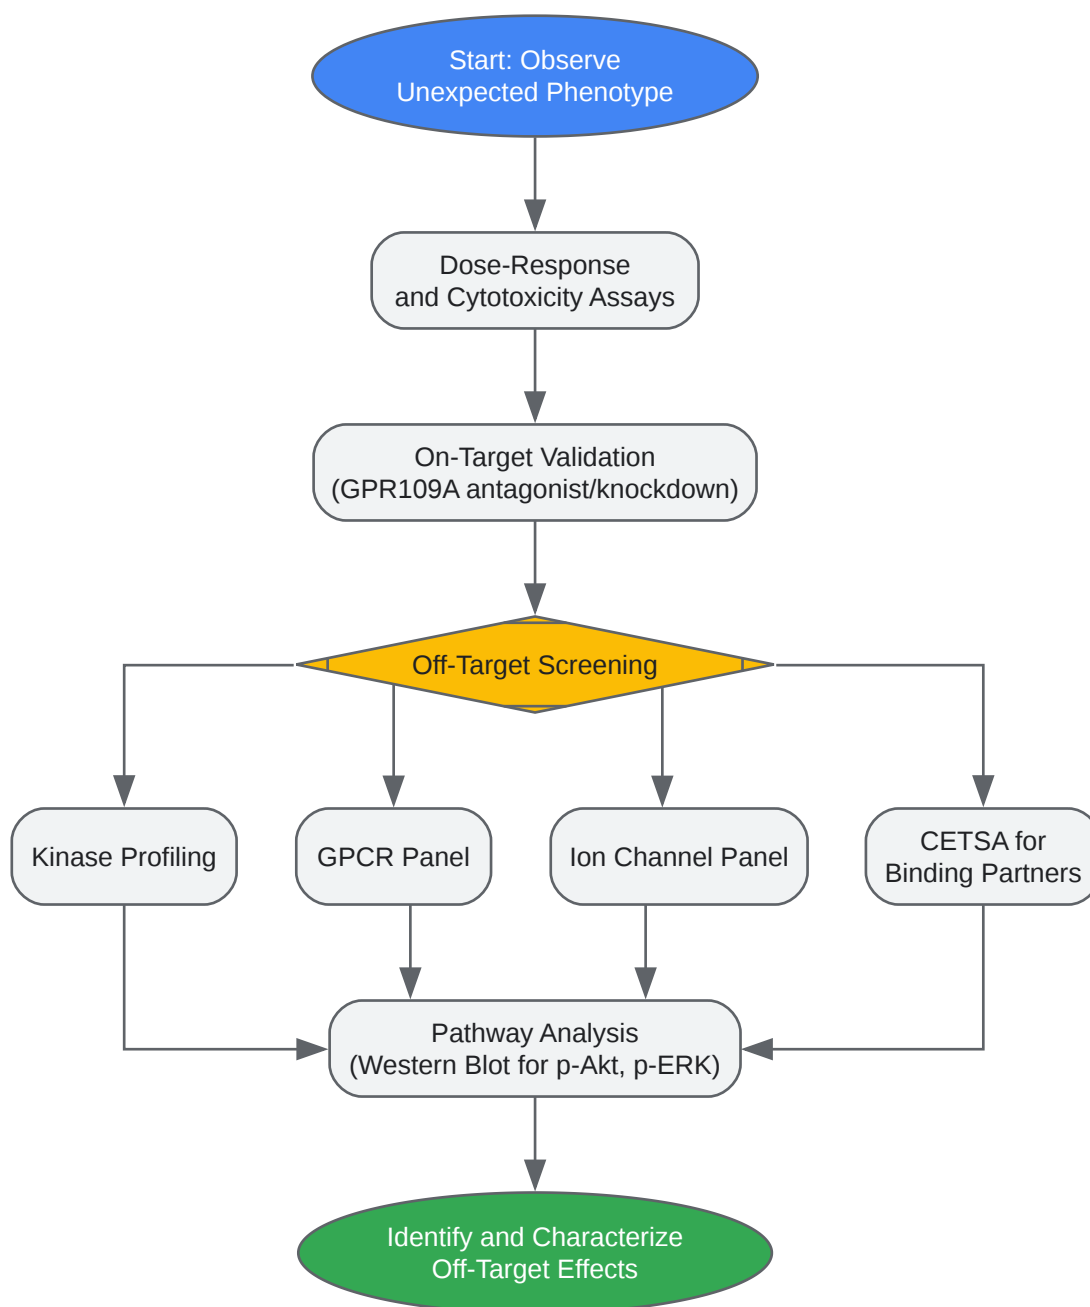 Start: Observe
Unexpected Phenotype
Dose-Response
and Cytotoxicity Assays
On-Target Validation
(GPR109A antagonist/knockdown)
Off-Target Screening
Kinase Profiling
GPCR Panel
Ion Channel Panel
CETSA for
Binding Partners
Pathway Analysis
(Western Blot for p-Akt, p-ERK)
Identify and Characterize
Off-Target Effects